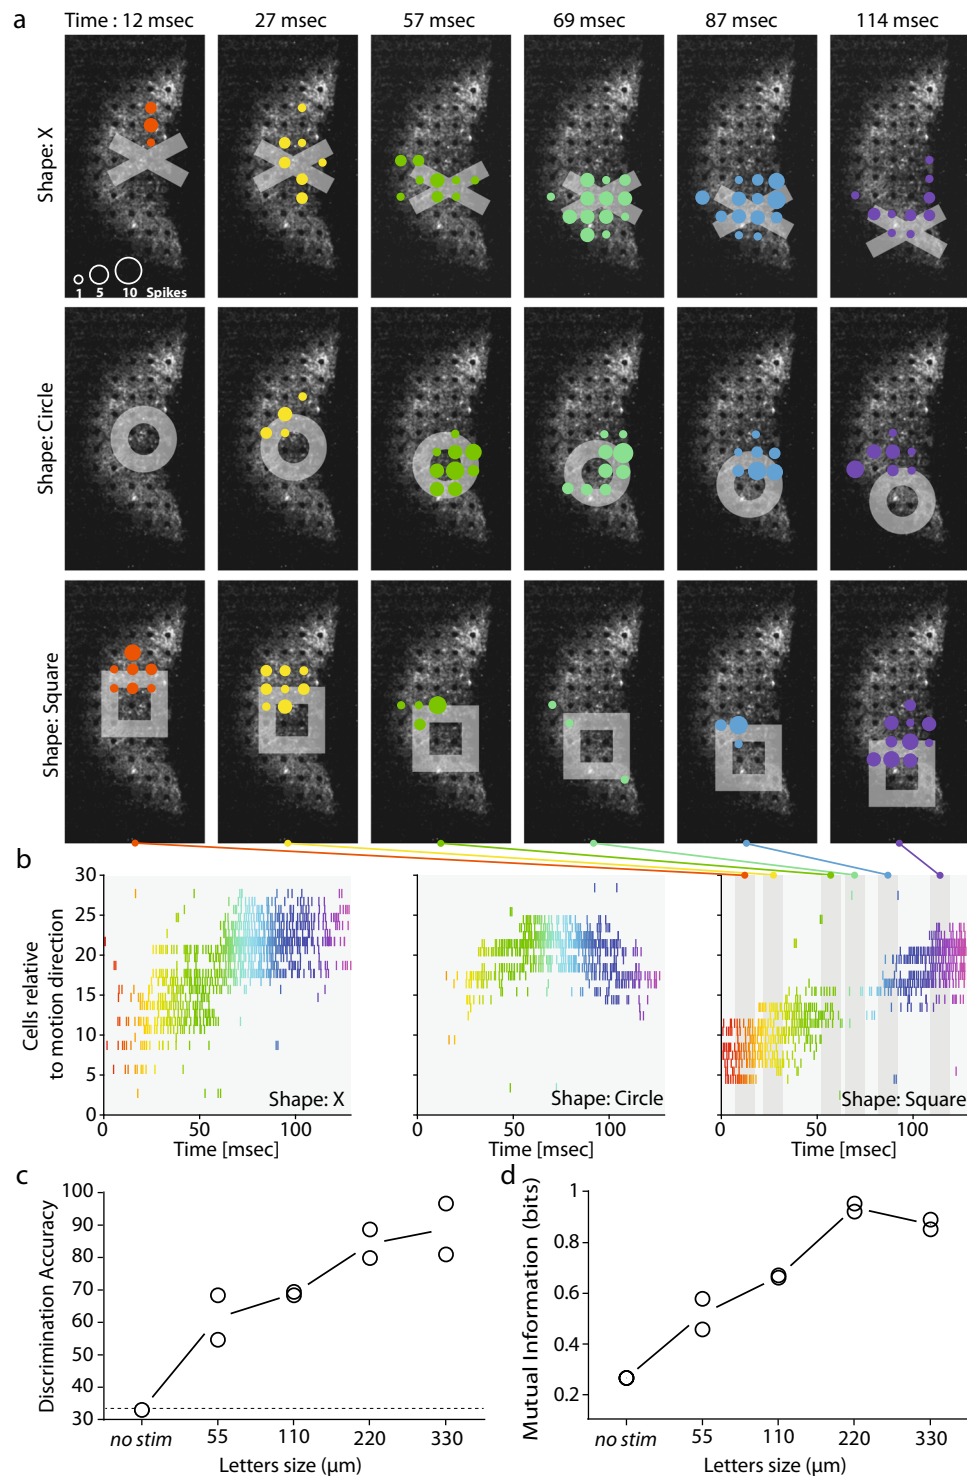 a
Time : 12 msec 27 msec 57 msec 69 msec 87 msec 114 msec
Shape: X
1 5 10 Spikes
Shape: Circle
Shape: Square
b
Cells relative
to motion direction
30
25
20
15
10
5
0
Shape: X
Shape: Circle
Shape: Square
0 50 100
0 50 100
0 50 100
Time [msec]
Time [msec]
Time [msec]
c
Discrimination Accuracy
100
90
80
70
60
50
40
30
no stim 55 110 220 330
Letters size (μm)
d
Mutual Information (bits)
1
0.8
0.6
0.4
0.2
no stim 55 110 220 330
Letters size (μm)